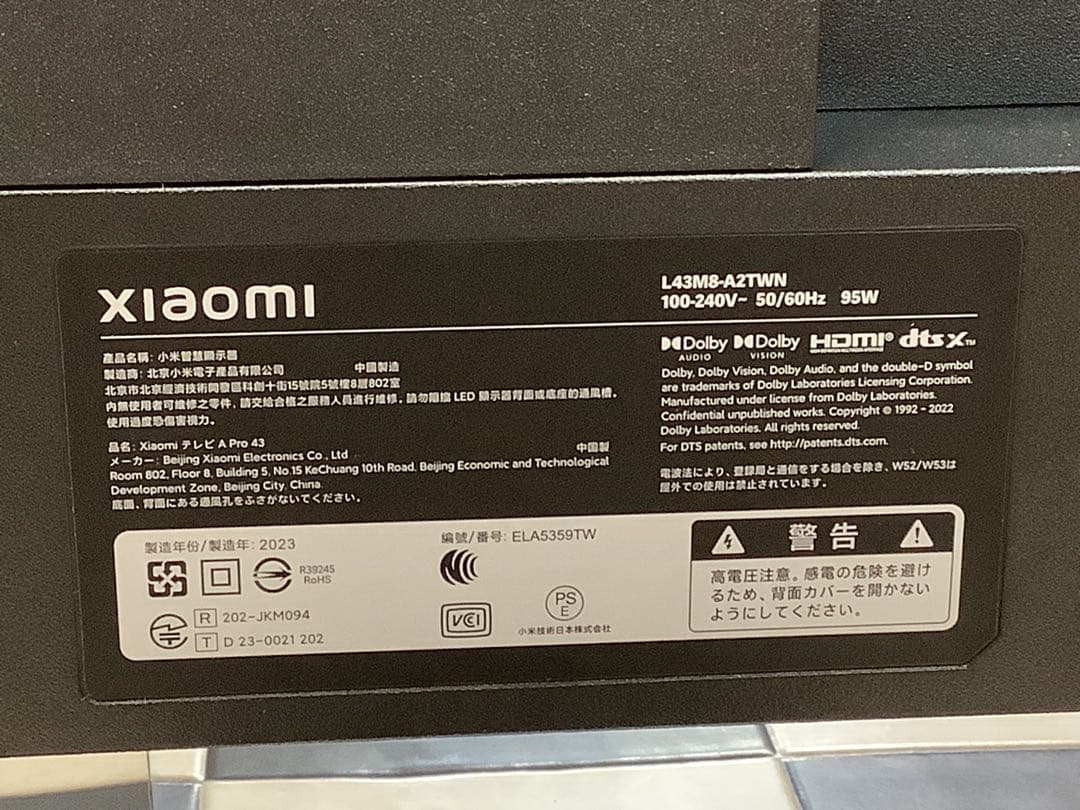 xiaomi
L43M8-A2TWN
100-240V~ 50/60Hz 95W
產品名稱: 小米智慧顯示器
製造商: 北京小米電子產品有限公司 中國製造
北京市北京經濟技術開發區科創十街15號院5號樓8層802室
內無使用者可維修之零件, 請交給合格之服務人員進行維修。請勿阻擋 LED 顯示器背面或底座的通風槽。
使用過度恐傷害視力。
品名: Xiaomi テレビ A Pro 43 中国製
メーカー: Beijing Xiaomi Electronics Co., Ltd
Room 802, Floor 8, Building 5, No.15 KeChuang 10th Road, Beijing Economic and Technological
Development Zone, Beijing City, China
底面、背面にある通風孔をふさがないでください。
Dolby AUDIO Dolby VISION HDMI® dts X™
Dolby, Dolby Vision, Dolby Audio, and the double-D symbol
are trademarks of Dolby Laboratories Licensing Corporation.
Manufactured under license from Dolby Laboratories.
Confidential unpublished works. Copyright © 1992 - 2022
Dolby Laboratories. All rights reserved.
For DTS patents, see http://patents.dts.com.
電波法により、登録局と通信をする場合を除き、W52/W53は
屋外での使用は禁止されています。
製造年份/製造年: 2023
R39245
RoHS
R 202-JKM094
T D 23-0021 202
編號/番号: ELA5359TW
VCCI
PS
E
小米技術日本株式会社
警告
高電圧注意。感電の危険を避け
るため、背面カバーを開かない
ようにしてください。